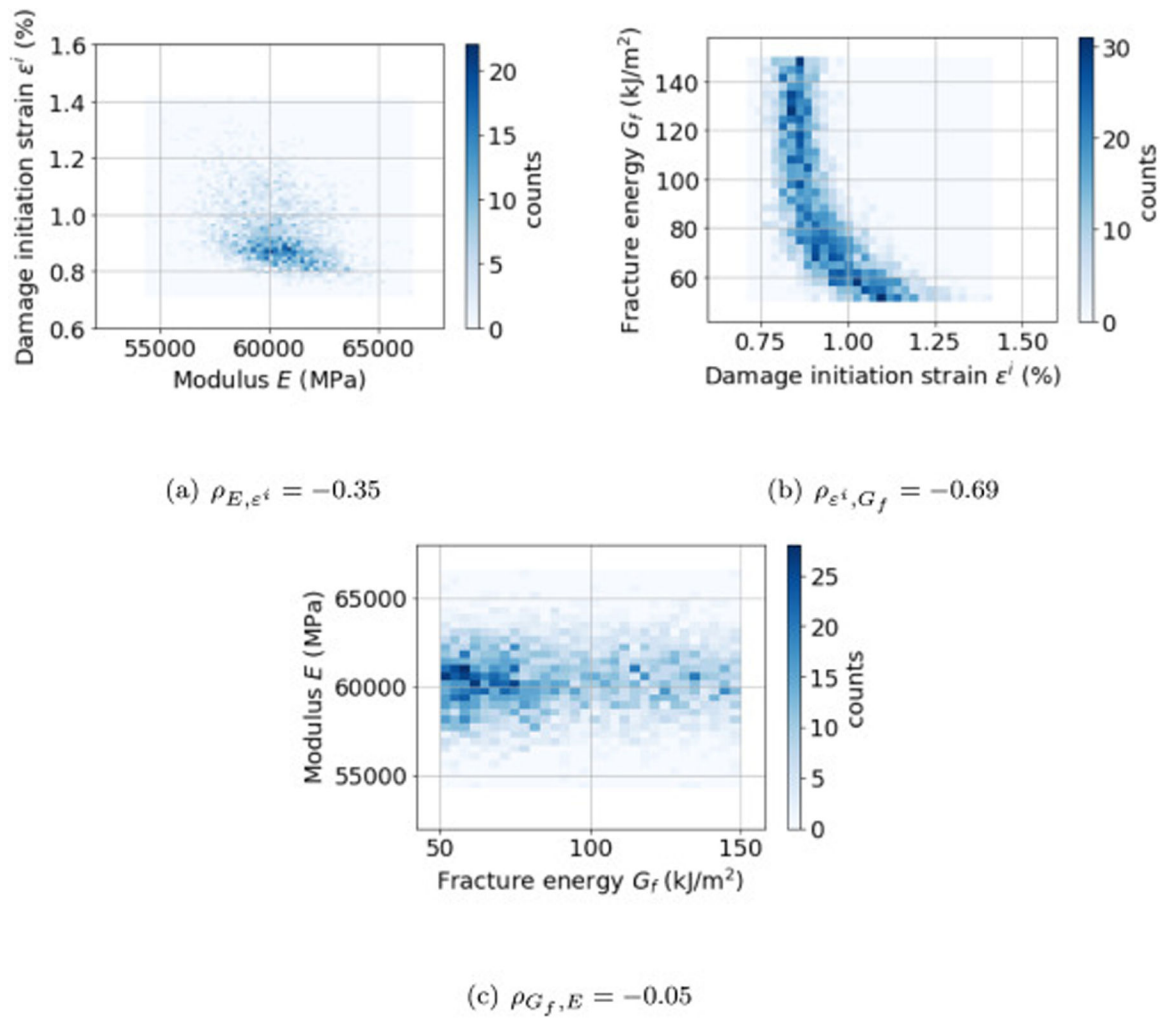 Damage initiation strain εⁱ (%)
1.6
1.4
1.2
1.0
0.8
0.6
55000 60000 65000
Modulus E (MPa)
20
15
10
5
0
counts
Fracture energy G_f (kJ/m²)
140
120
100
80
60
0.75 1.00 1.25 1.50
Damage initiation strain εⁱ (%)
30
20
10
0
counts
(a) ρ_{E,εⁱ} = −0.35
(b) ρ_{εⁱ,G_f} = −0.69
Modulus E (MPa)
65000
60000
55000
50 100 150
Fracture energy G_f (kJ/m²)
25
20
15
10
5
0
counts
(c) ρ_{G_f,E} = −0.05